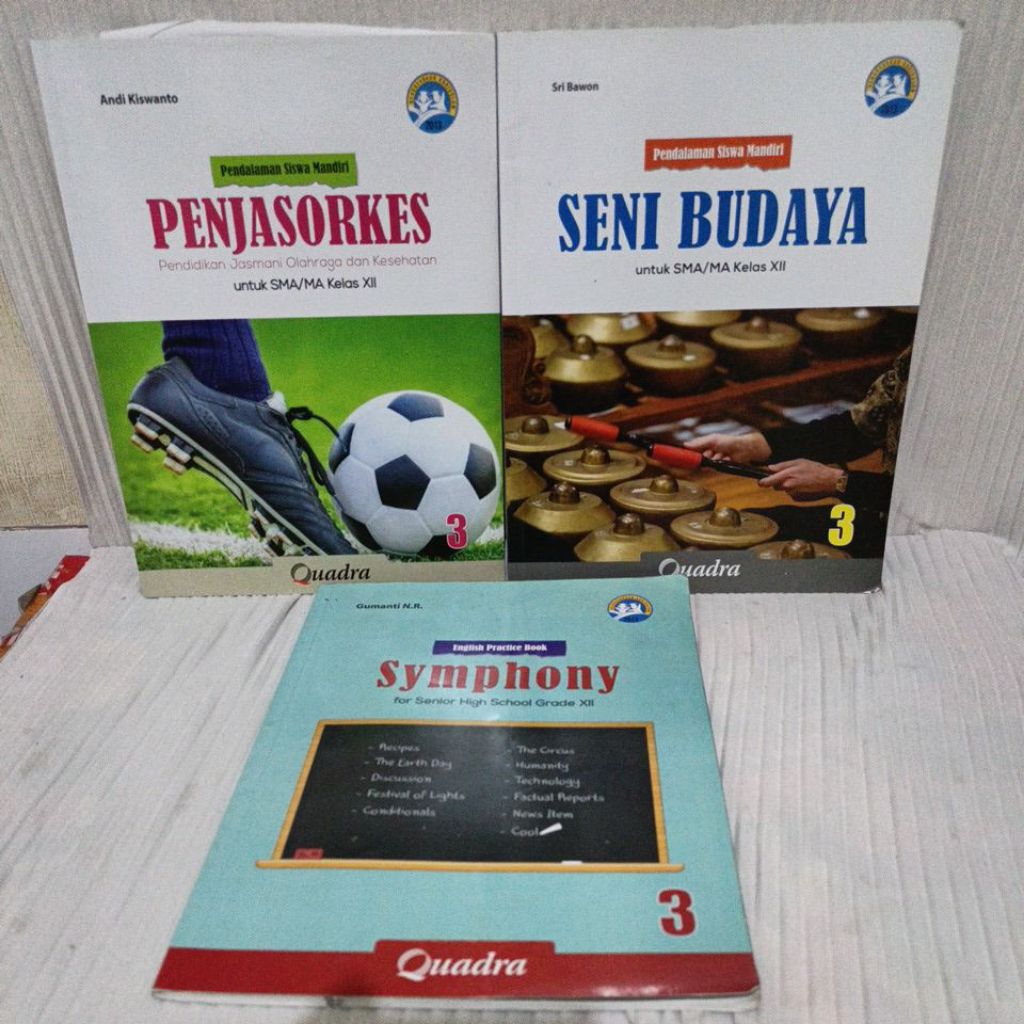 Andi Kiswanto
2013
Pendalaman Siswa Mandiri
PENJASORKES
Pendidikan Jasmani Olahraga dan Kesehatan
untuk SMA/MA Kelas XII
3
Quadra
Sri Bawon
2013
Pendalaman Siswa Mandiri
SENI BUDAYA
untuk SMA/MA Kelas XII
3
Quadra
Gumanti N.R.
English Practice Book
Symphony
for Senior High School Grade XII
- Recipes
- The Earth Day
- Discussion
- Festival of Lights
- Conditionals
- The Circus
- Humanity
- Technology
- Factual Reports
- News Item
- Cool
3
Quadra